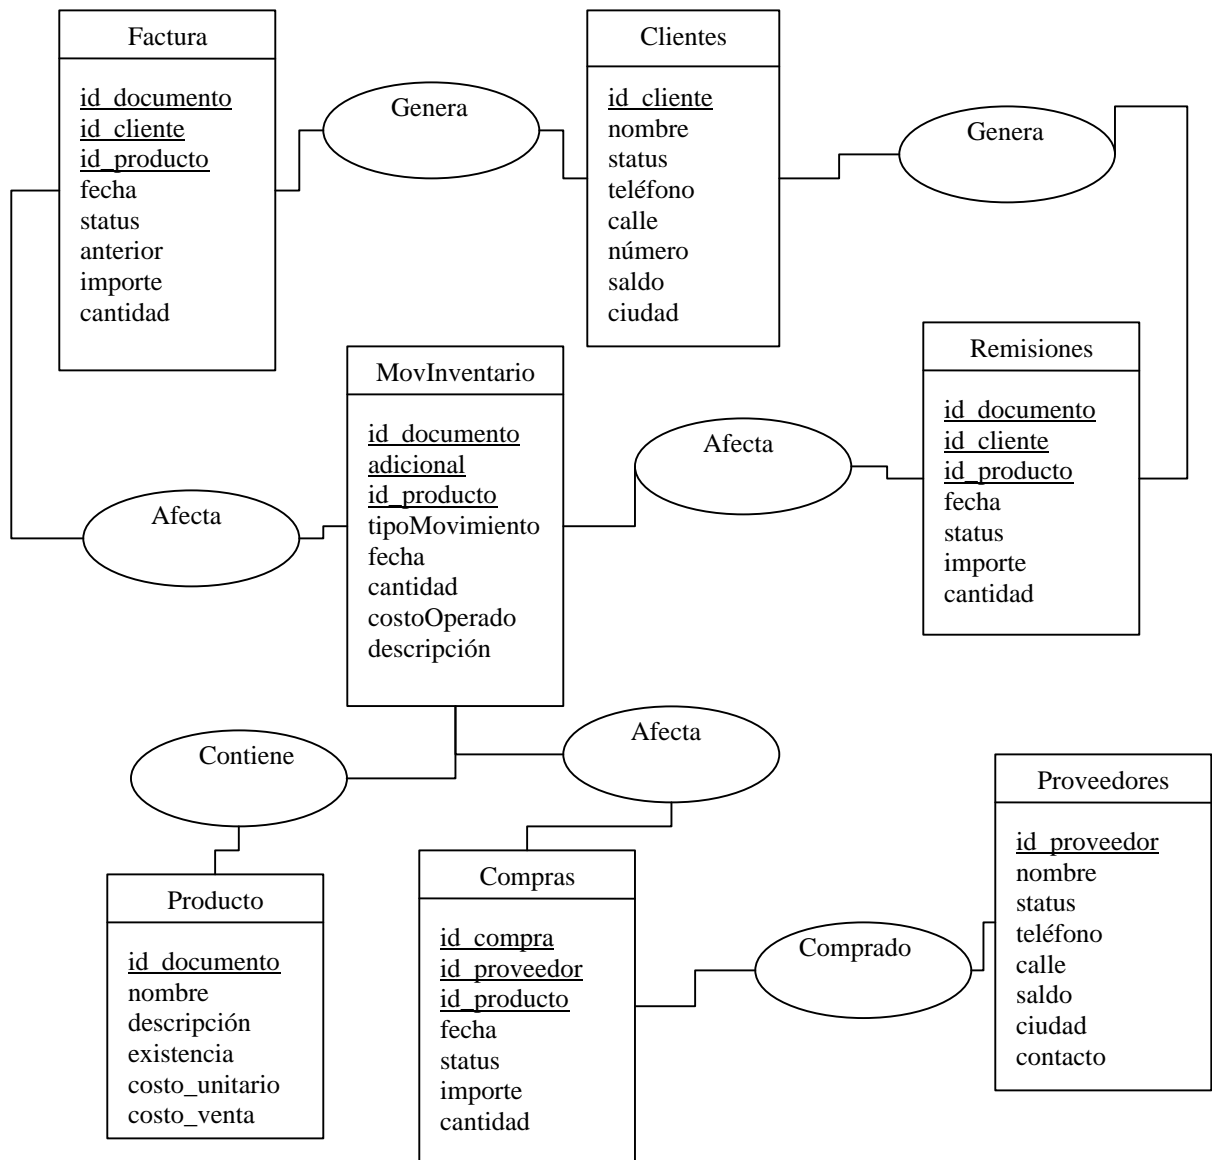 Factura
id_documento
id_cliente
id_producto
fecha
status
anterior
importe
cantidad
Genera
Clientes
id_cliente
nombre
status
teléfono
calle
número
saldo
ciudad
Genera
Remisiones
id_documento
id_cliente
id_producto
fecha
status
importe
cantidad
MovInventario
id_documento
adicional
id_producto
tipoMovimiento
fecha
cantidad
costoOperado
descripción
Afecta
Afecta
Contiene
Afecta
Producto
id_documento
nombre
descripción
existencia
costo_unitario
costo_venta
Compras
id_compra
id_proveedor
id_producto
fecha
status
importe
cantidad
Comprado
Proveedores
id_proveedor
nombre
status
teléfono
calle
saldo
ciudad
contacto